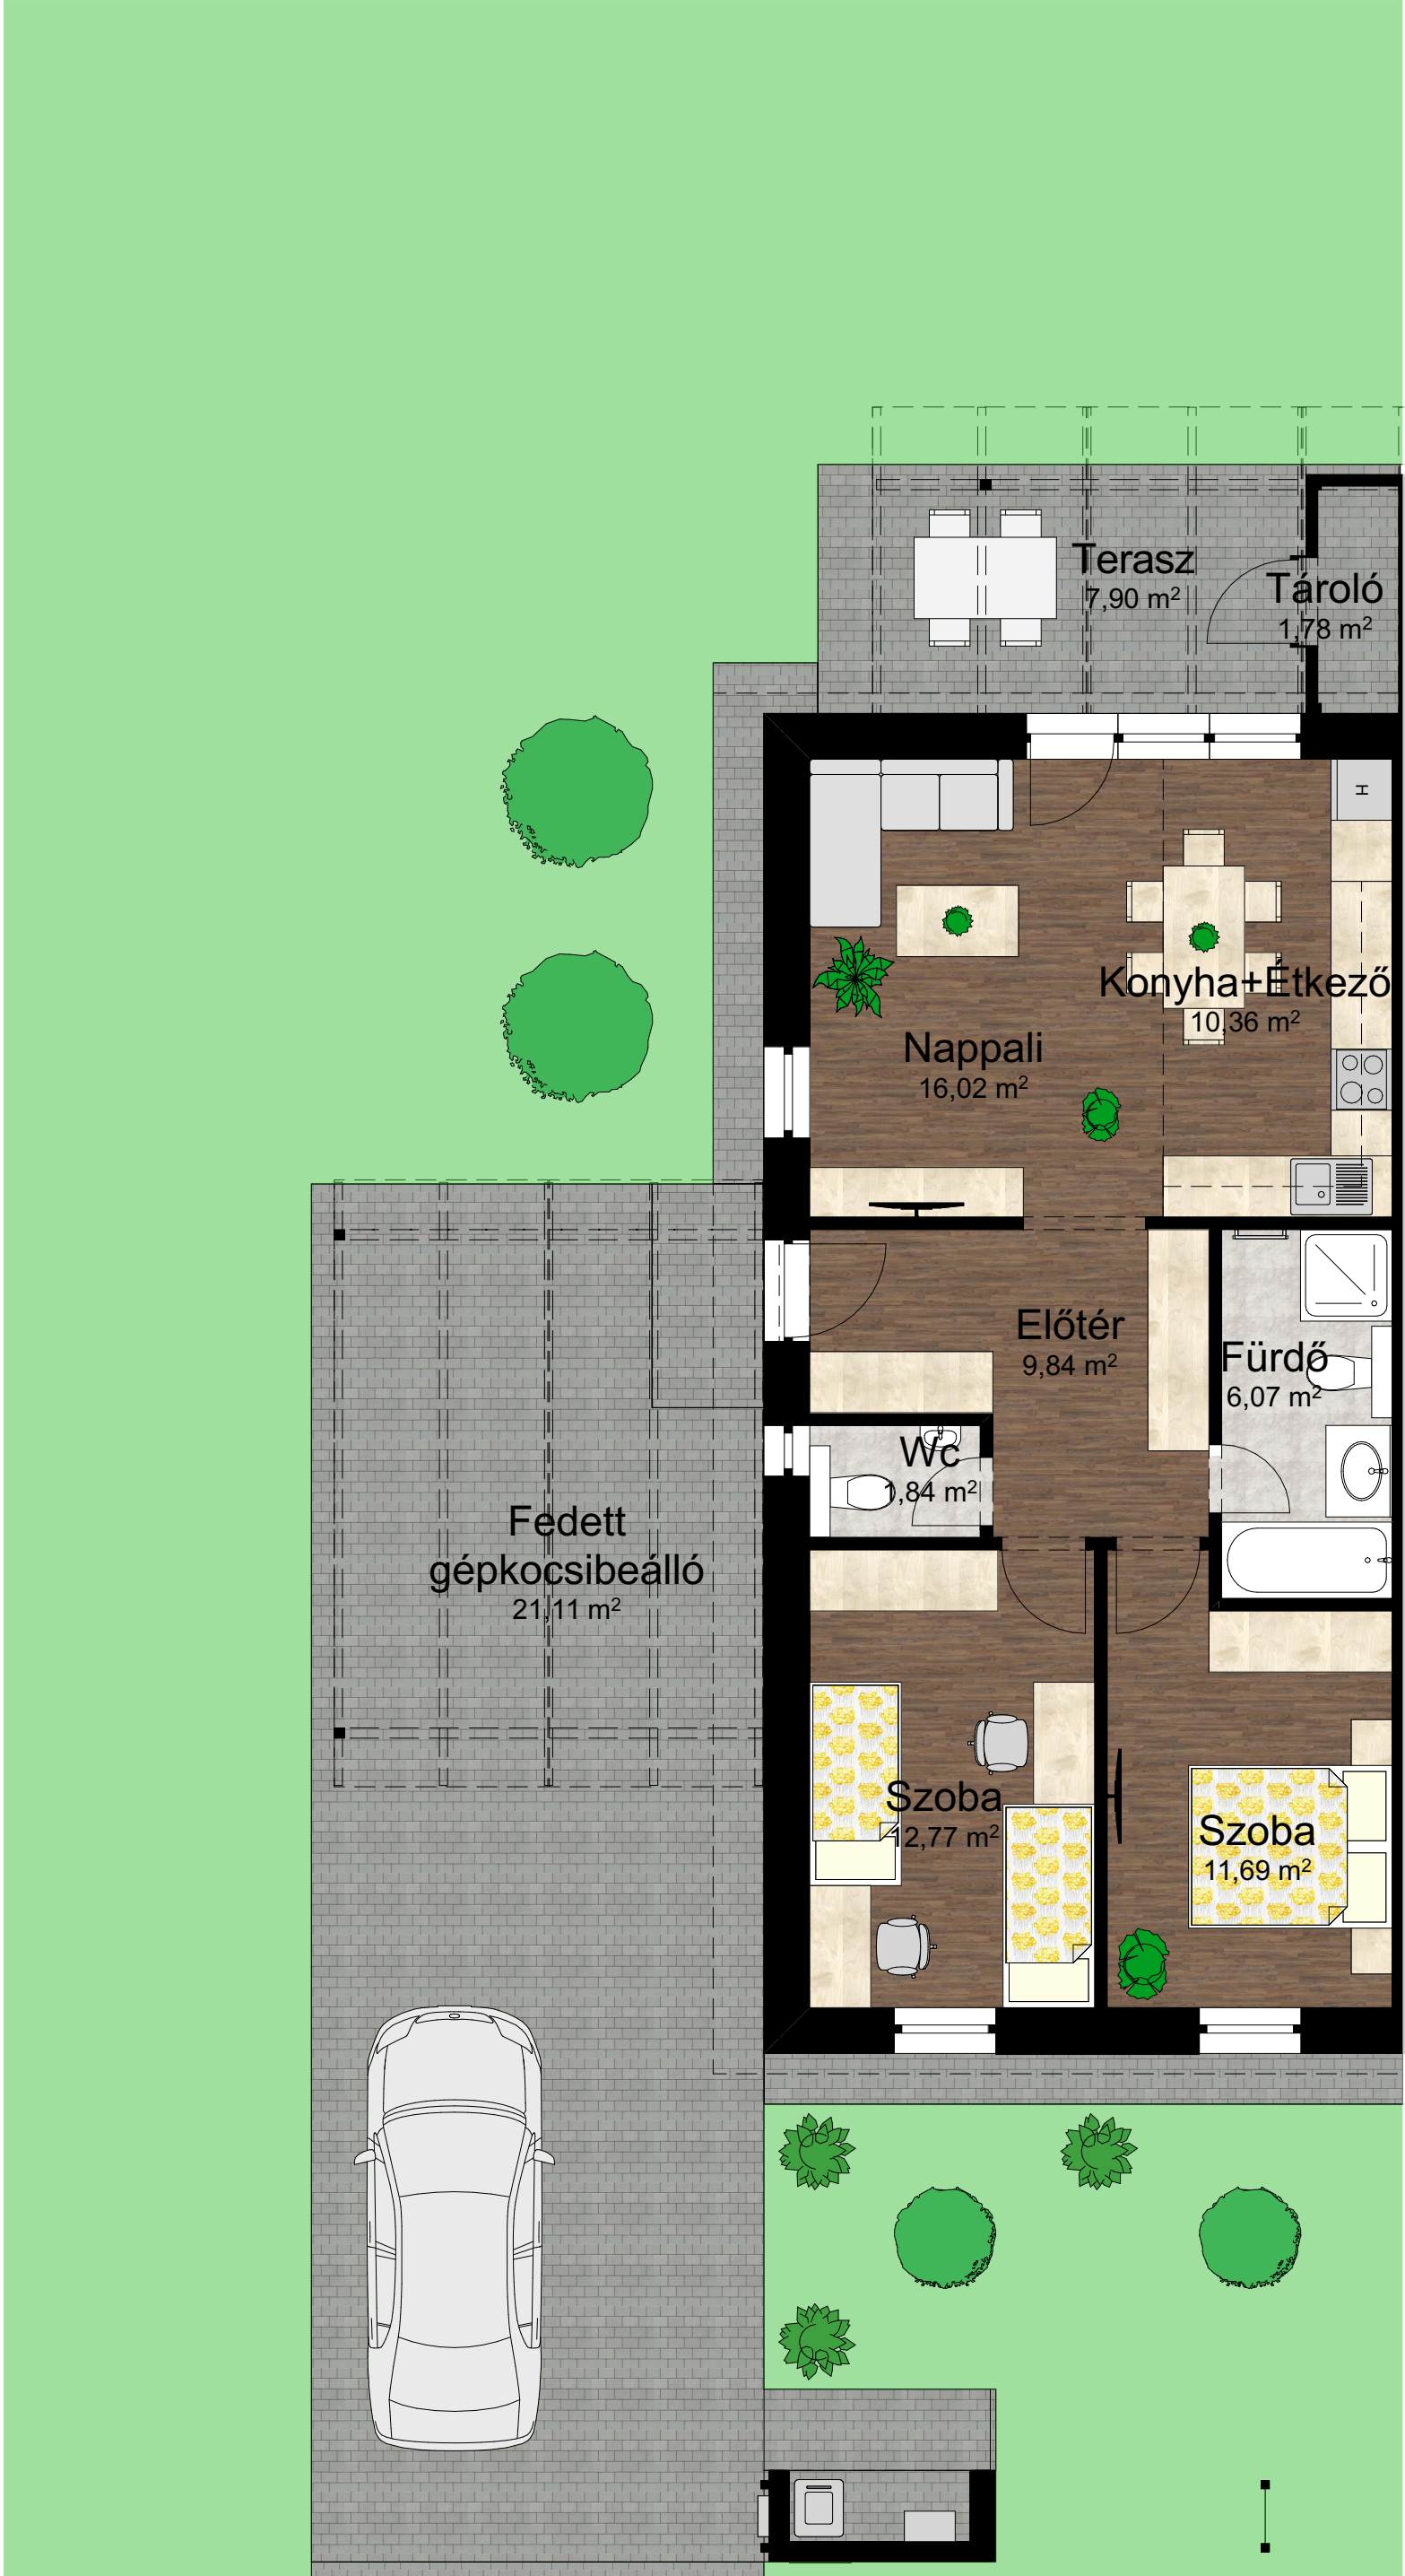 Terasz
7,90 m²
Tároló
1,78 m²
H
Konyha+Étkező
10,36 m²
Nappali
16,02 m²
Előtér
9,84 m²
Fürdő
6,07 m²
Wc
1,84 m²
Fedett
gépkocsibeálló
21,11 m²
Szoba
12,77 m²
Szoba
11,69 m²